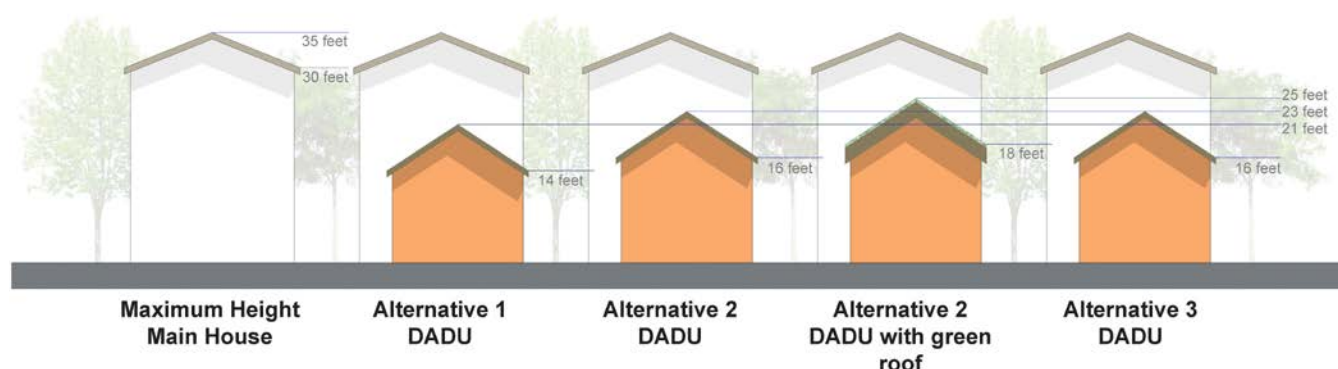 35 feet
30 feet
14 feet
16 feet
18 feet
25 feet
23 feet
21 feet
16 feet
Maximum Height
Main House
Alternative 1
DADU
Alternative 2
DADU
Alternative 2
DADU with green
roof
Alternative 3
DADU